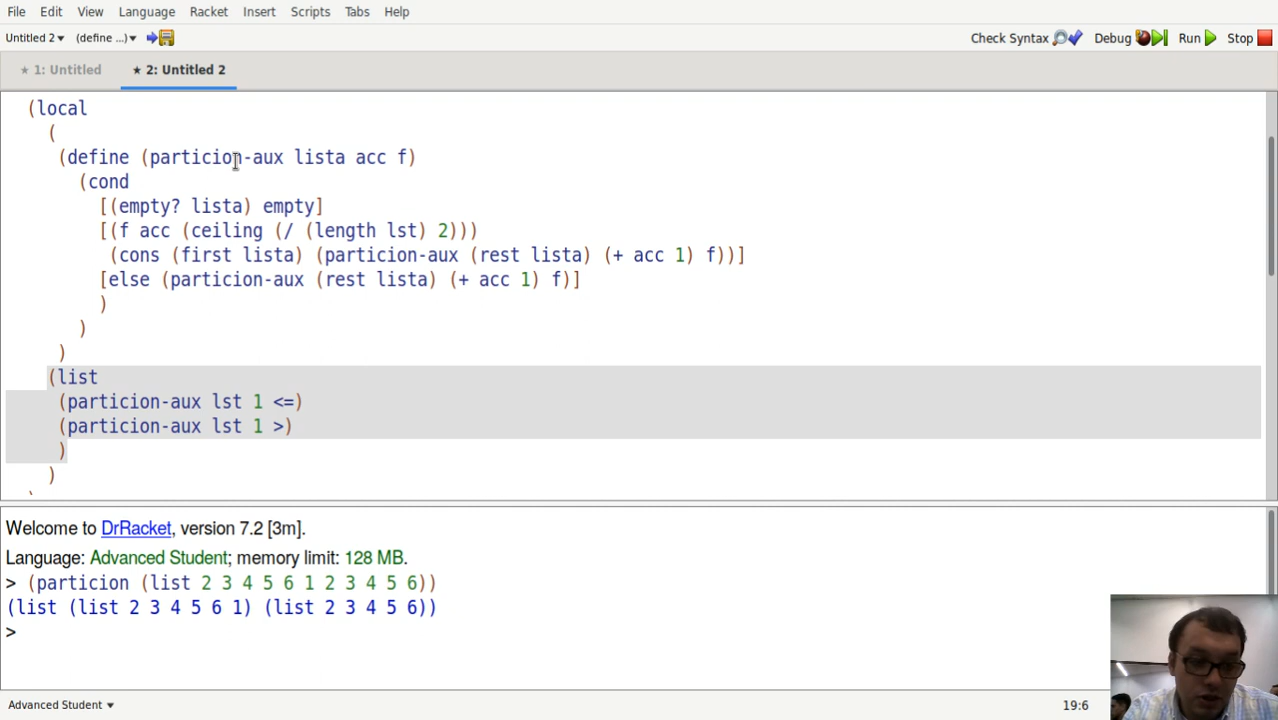 File Edit View Language Racket Insert Scripts Tabs Help
Untitled 2▾ (define ...)▾ Check Syntax Debug Run Stop
★ 1: Untitled ★ 2: Untitled 2
(local
(
(define (particion-aux lista acc f)
(cond
[(empty? lista) empty]
[(f acc (ceiling (/ (length lst) 2)))
(cons (first lista) (particion-aux (rest lista) (+ acc 1) f))]
[else (particion-aux (rest lista) (+ acc 1) f)]
)
)
)
(list
(particion-aux lst 1 <=)
(particion-aux lst 1 >)
)
)
Welcome to DrRacket, version 7.2 [3m].
Language: Advanced Student; memory limit: 128 MB.
> (particion (list 2 3 4 5 6 1 2 3 4 5 6))
(list (list 2 3 4 5 6 1) (list 2 3 4 5 6))
>
Advanced Student ▾ 19:6